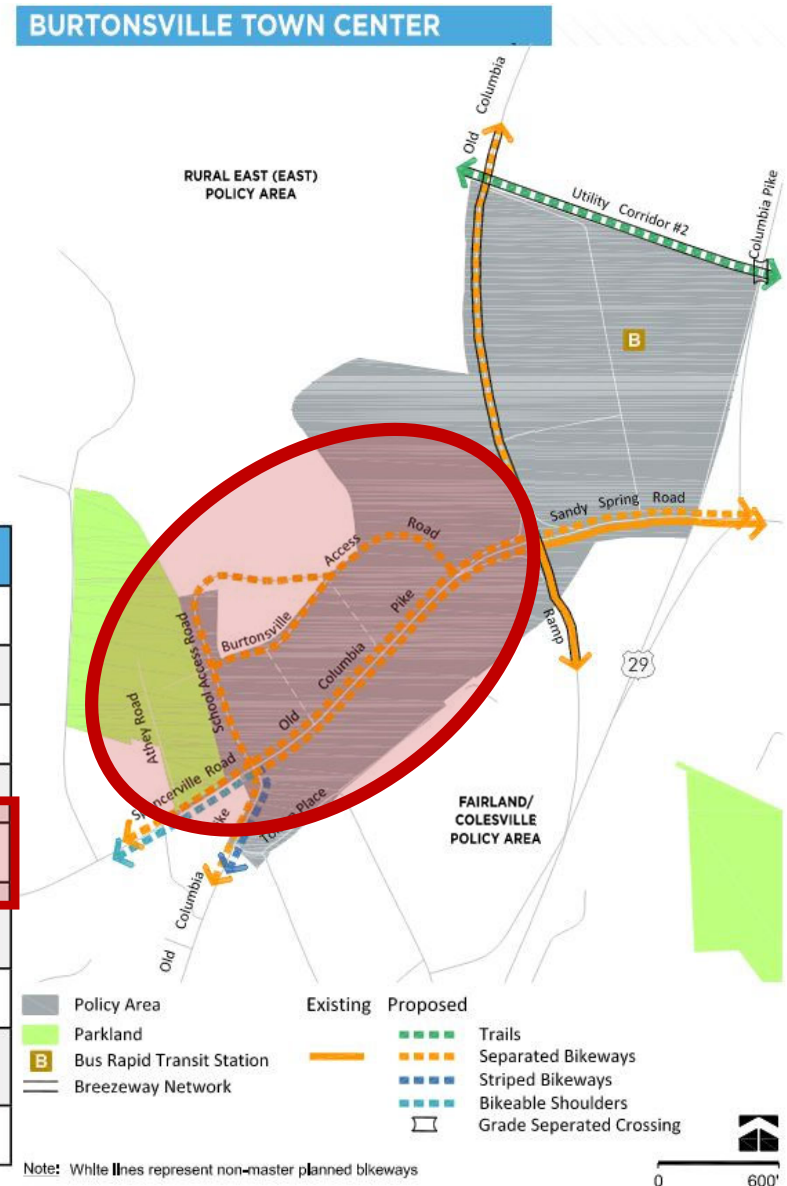 BURTONSVILLE TOWN CENTER
Old Columbia
RURAL EAST (EAST)
POLICY AREA
Utility Corridor #2
Columbia Pike
B
Sandy Spring Road
Access Road
Burtonsville
Old Columbia Pike
Ramp
29
School Access Road
Athey Road
Spencerville Road
Place
FAIRLAND/
COLESVILLE
POLICY AREA
Old Columbia
Policy Area
Parkland
B Bus Rapid Transit Station
Breezeway Network
Existing Proposed
Trails
Separated Bikeways
Striped Bikeways
Bikeable Shoulders
Grade Seperated Crossing
Note: White lines represent non-master planned bikeways
0 600'